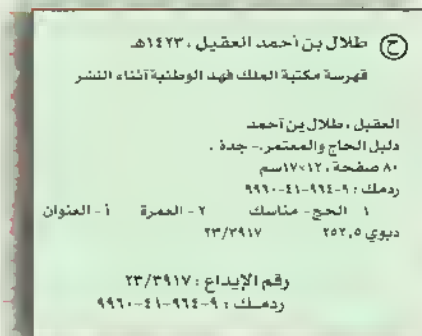 ح طلال بن أحمد العقيل ، ١٤٢٣هـ
فهرسة مكتبة الملك فهد الوطنية أثناء النشر
العقيل ، طلال بن أحمد
دليل الحاج والمعتمر.- جدة .
٨٠ صفحة ، ١٢×١٧سم
ردمك : ٩-٩٦٤-٤١-٩٩٦٠
١ الحج- مناسك ٢- العمرة أ- العنوان
ديوي ٢٥٢,٥ ٢٣/٣٩١٧
رقم الإيداع : ٢٣/٣٩١٧
ردمك : ٩-٩٦٤-٤١-٩٩٦٠